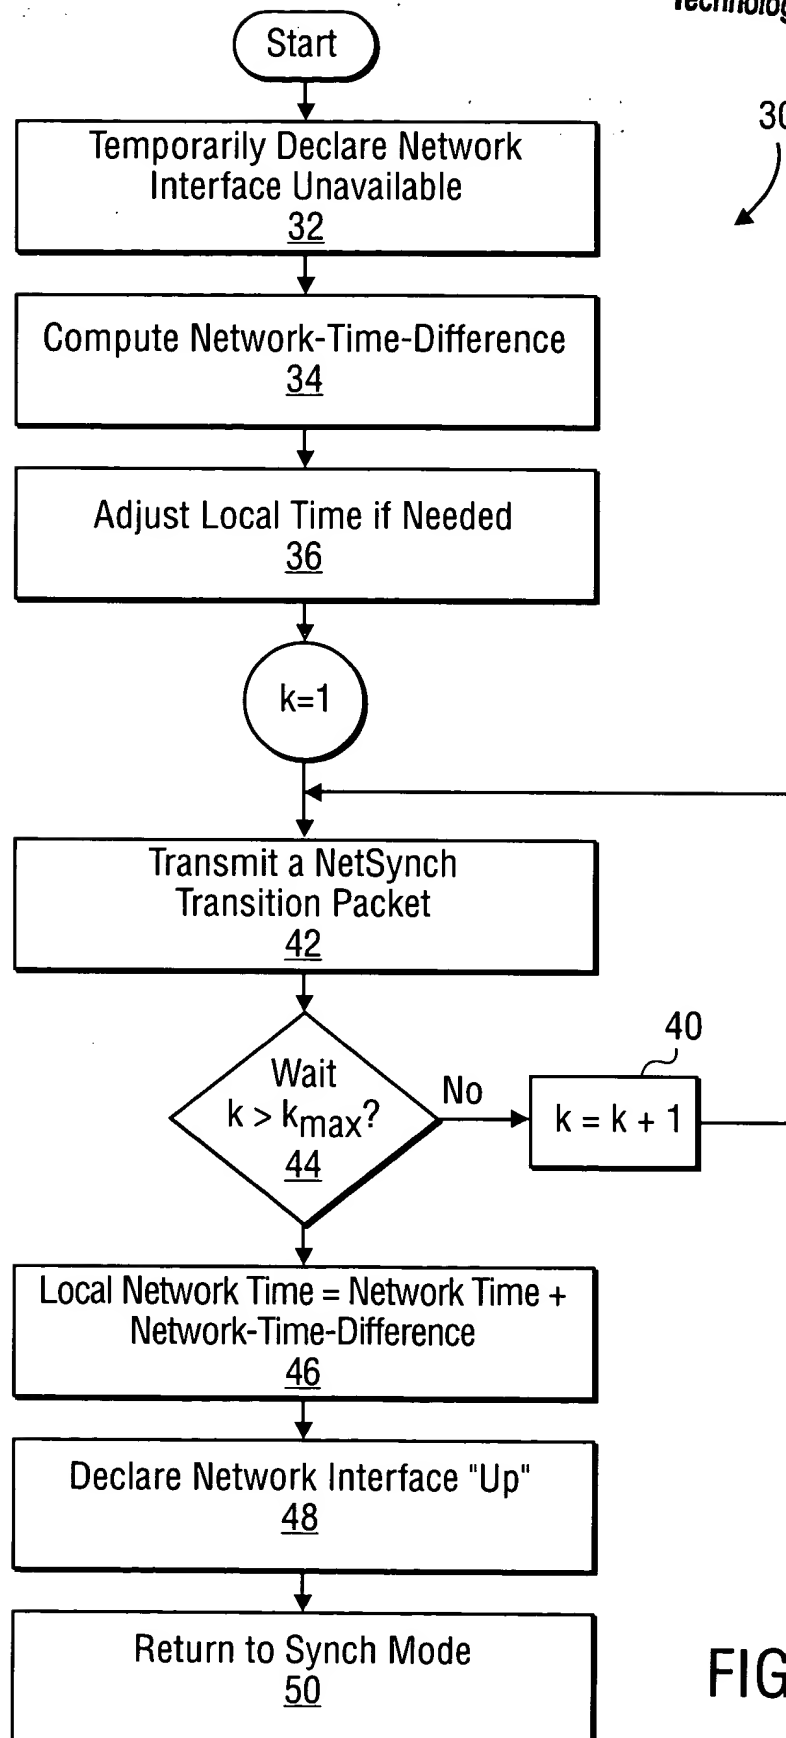 Start
Temporarily Declare Network
Interface Unavailable
32
30
Compute Network-Time-Difference
34
Adjust Local Time if Needed
36
k=1
Transmit a NetSynch
Transition Packet
42
40
Wait
k > kmax?
44
No
k = k + 1
Local Network Time = Network Time +
Network-Time-Difference
46
Declare Network Interface "Up"
48
Return to Synch Mode
50
FIG